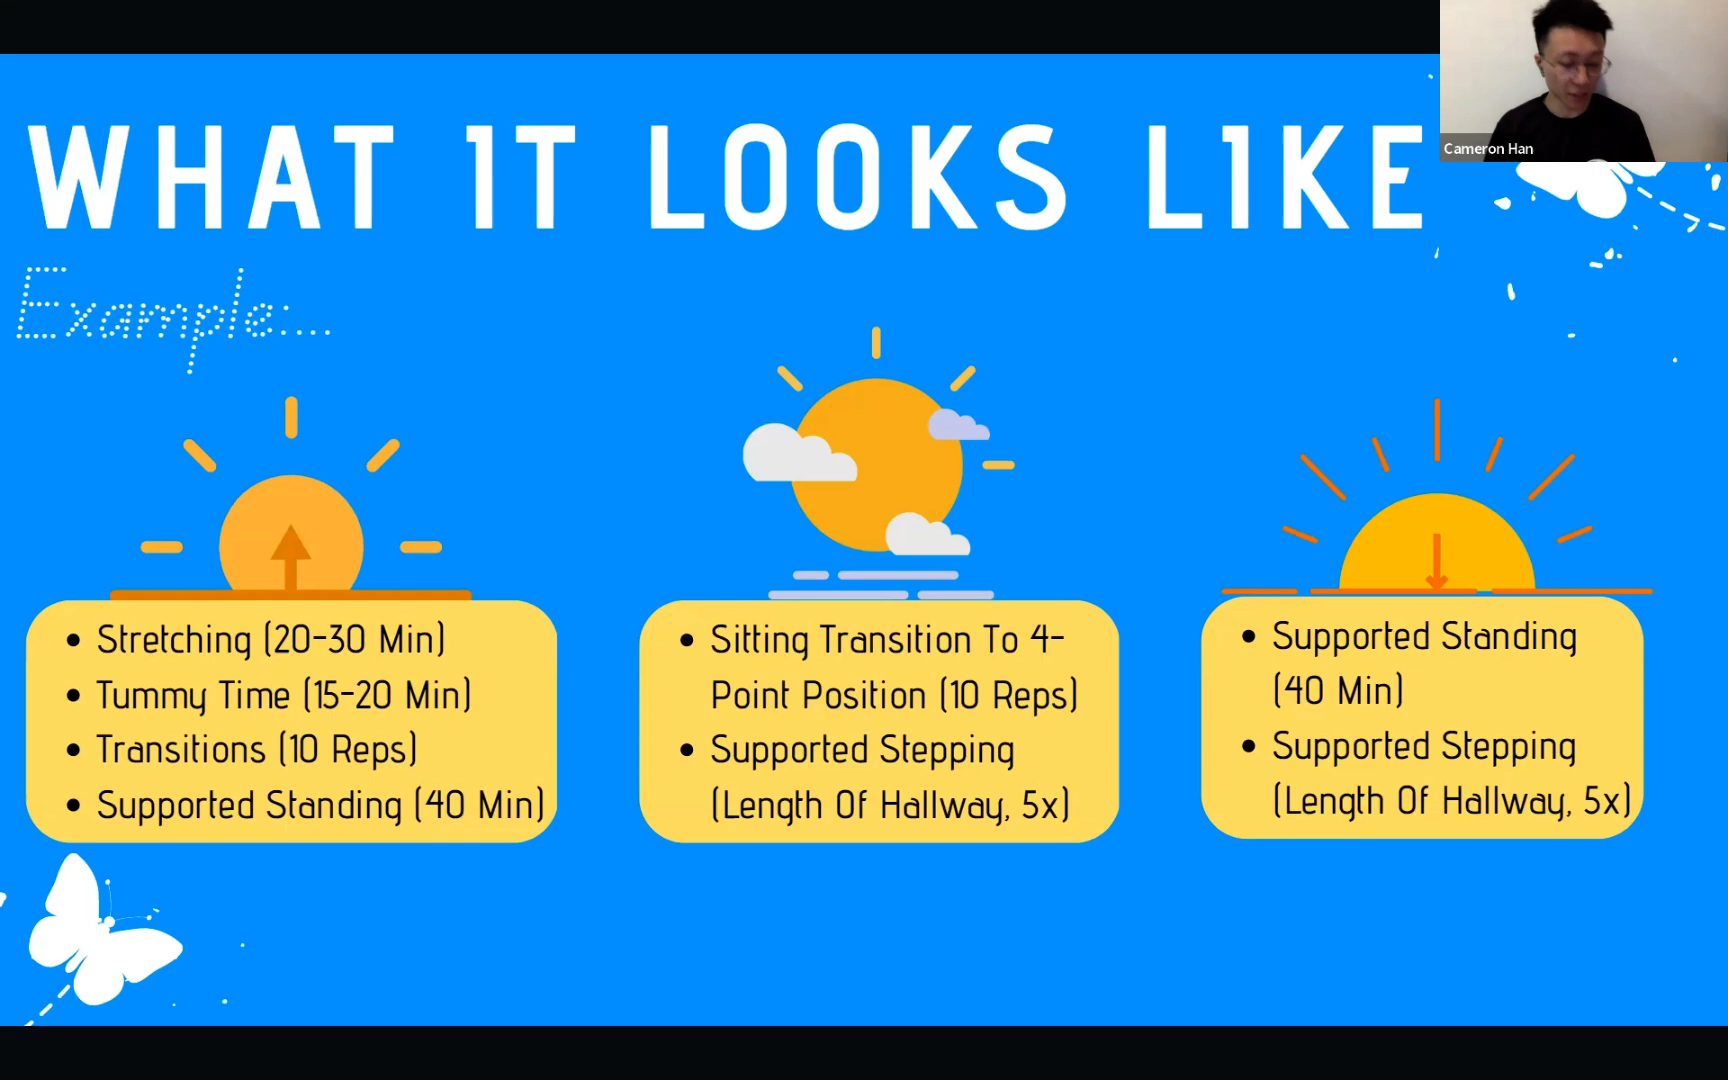 WHAT IT LOOKS LIKE
Cameron Han
Example:...
• Stretching (20-30 Min)
• Tummy Time (15-20 Min)
• Transitions (10 Reps)
• Supported Standing (40 Min)
• Sitting Transition To 4-
Point Position (10 Reps)
• Supported Stepping
(Length Of Hallway, 5x)
• Supported Standing
(40 Min)
• Supported Stepping
(Length Of Hallway, 5x)